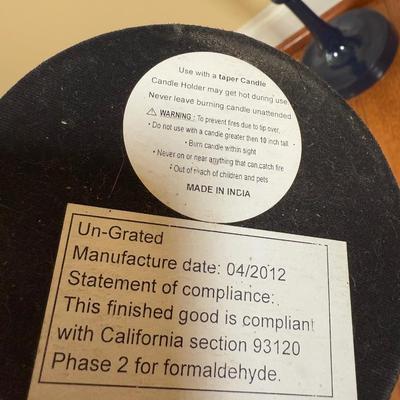 Use with a taper Candle
Candle Holder may get hot during use
Never leave burning candle unattended
⚠ WARNING : To prevent fires due to tip over,
• Do not use with a candle greater then 10 inch tall
• Burn candle within sight
• Never on or near anything that can catch fire
• Out of reach of children and pets
MADE IN INDIA
Un-Grated
Manufacture date: 04/2012
Statement of compliance:
This finished good is compliant
with California section 93120
Phase 2 for formaldehyde.